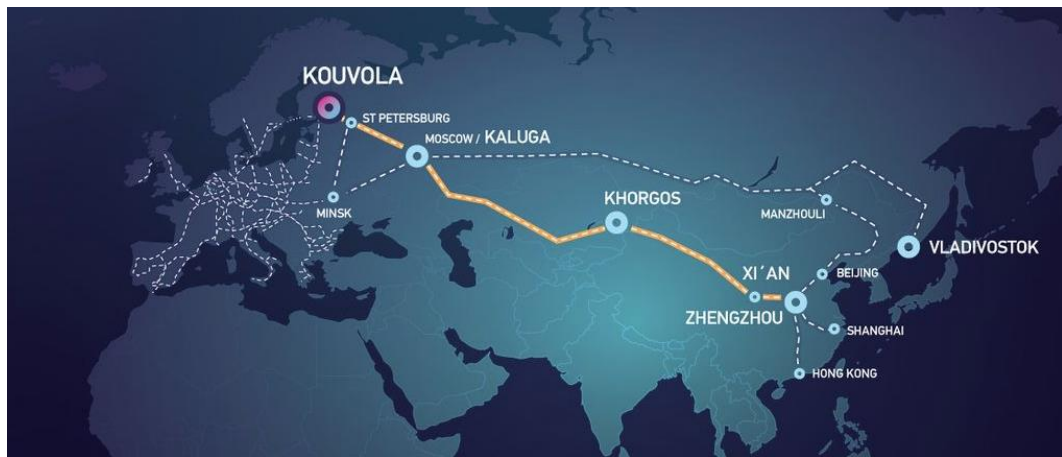 KOUVOLA
ST PETERSBURG
MOSCOW / KALUGA
MINSK
KHORGOS
MANZHOULI
VLADIVOSTOK
XI´AN
BEIJING
ZHENGZHOU
SHANGHAI
HONG KONG